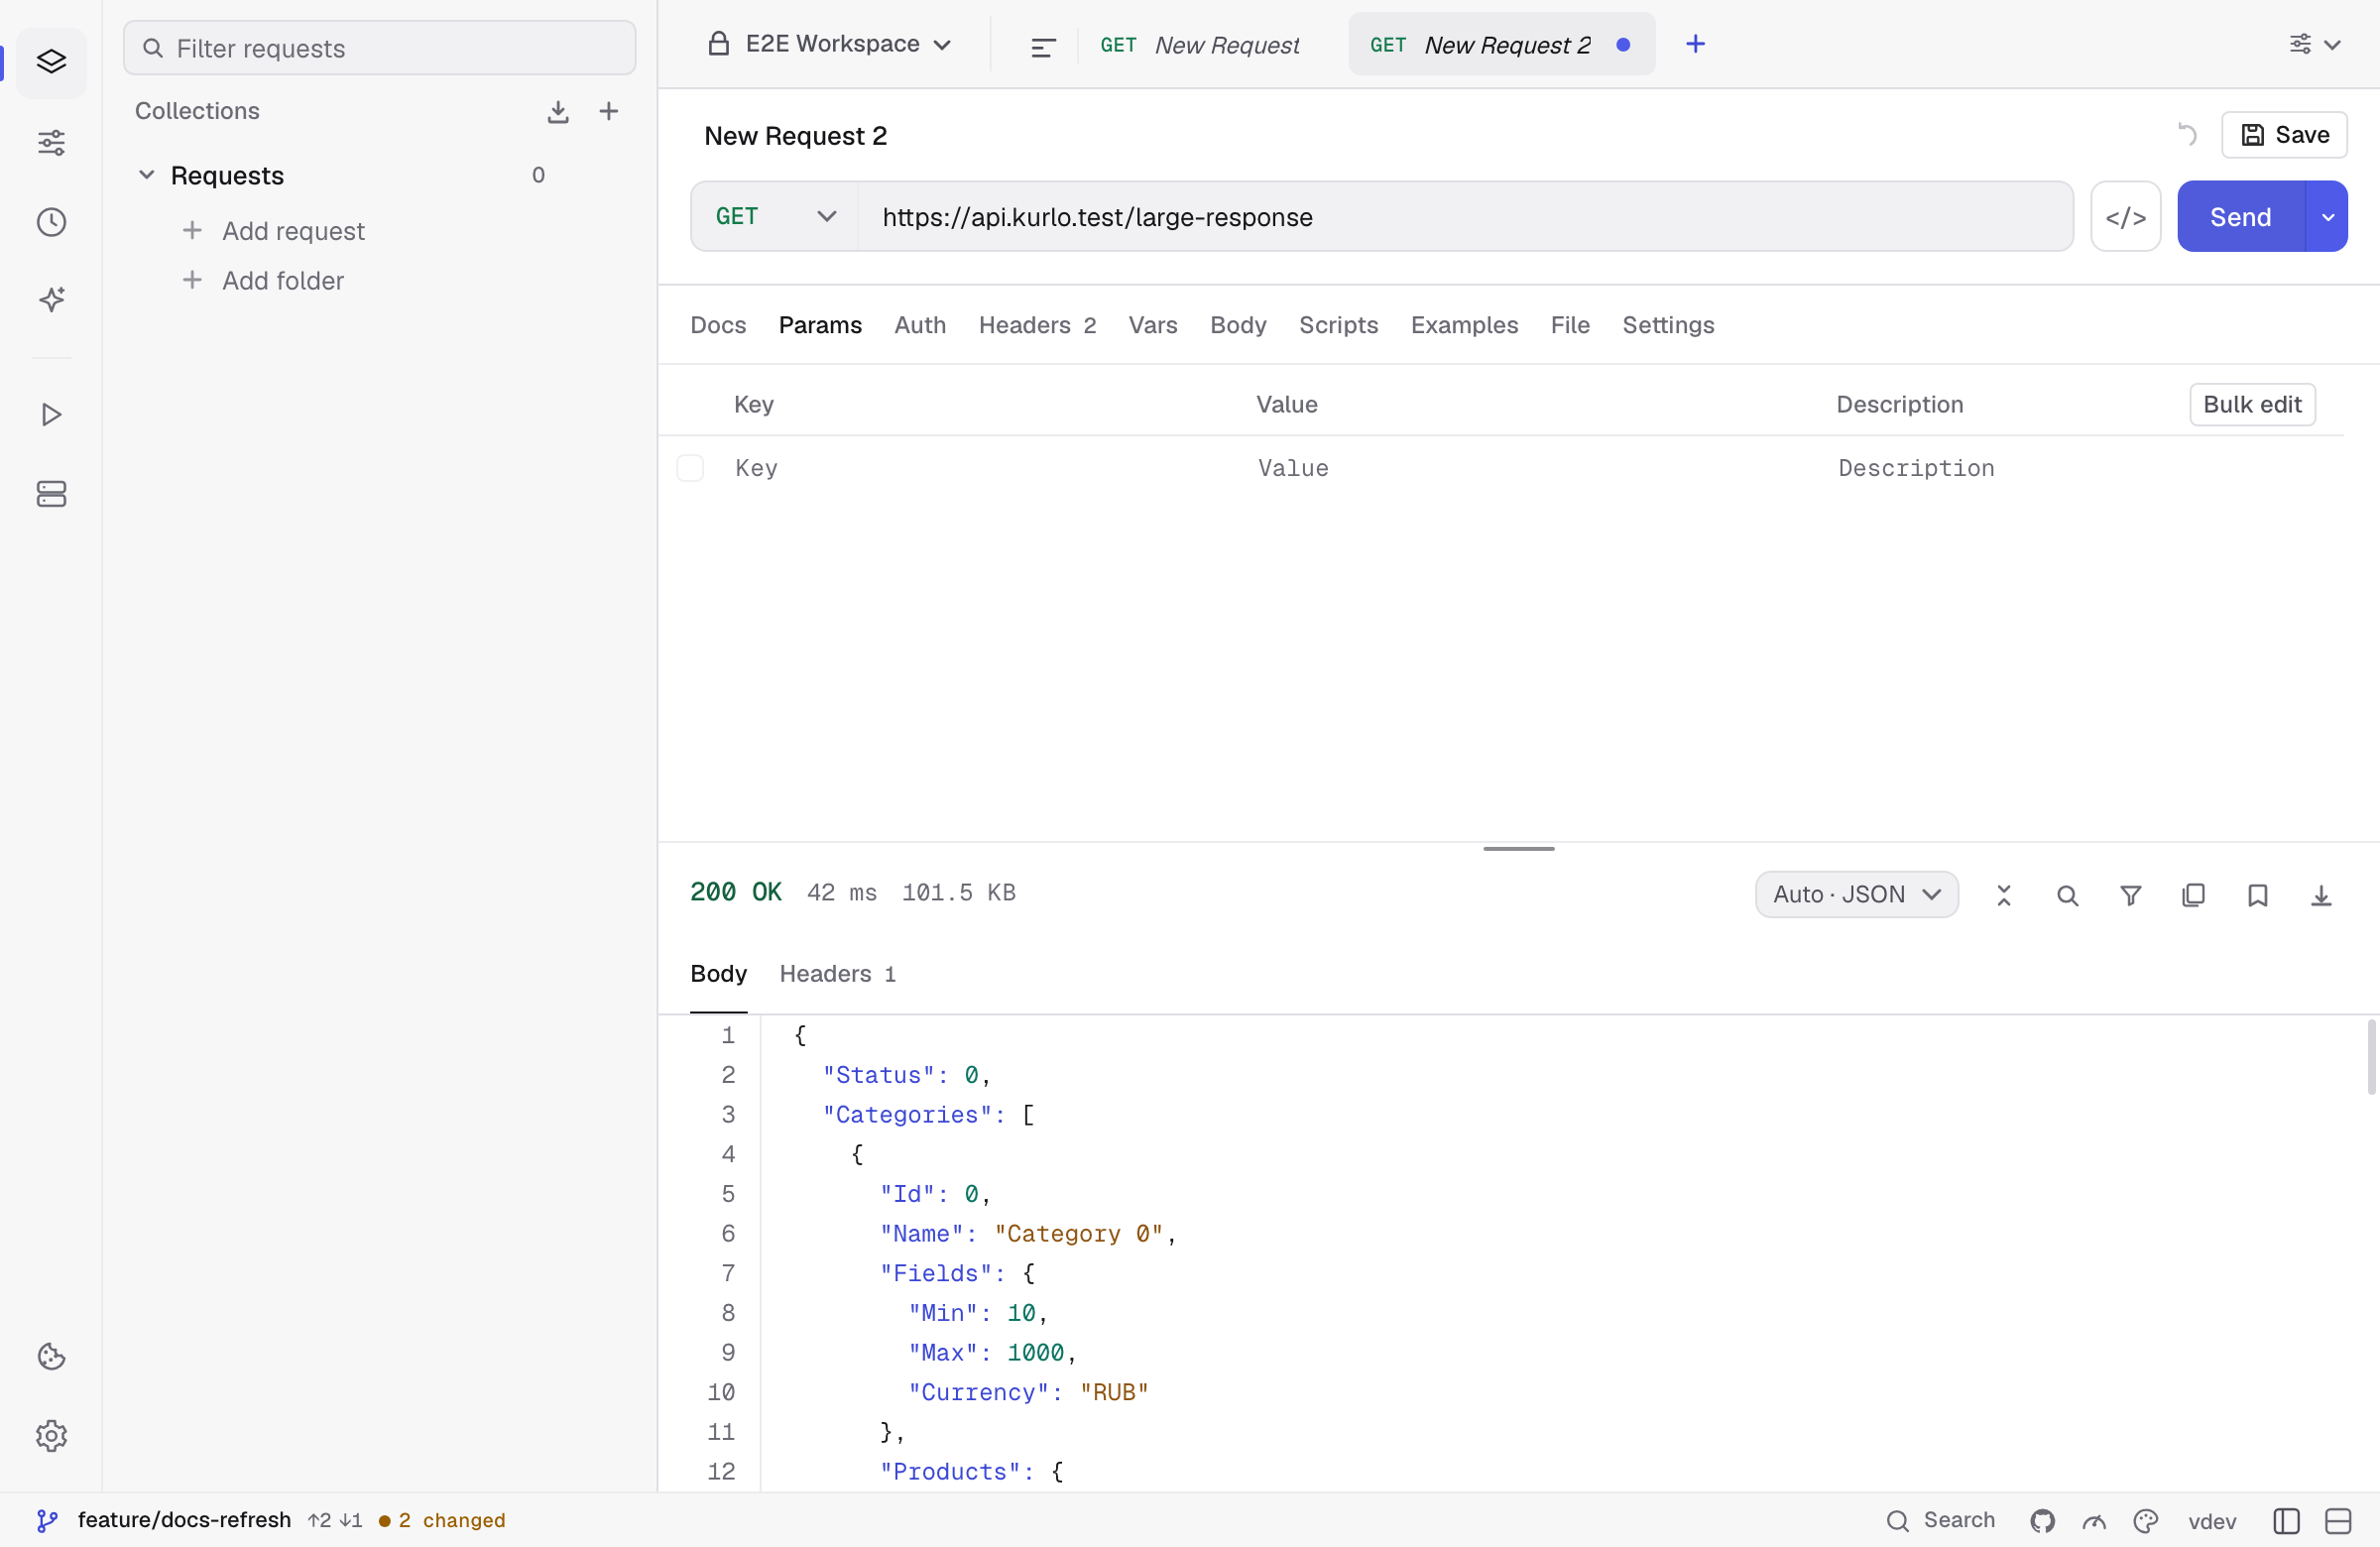 Filter requests
Collections
Requests 0
Add request
Add folder
E2E Workspace
GET New Request
GET New Request 2
New Request 2
Save
GET https://api.kurlo.test/large-response
</> Send
Docs Params Auth Headers 2 Vars Body Scripts Examples File Settings
Key Value Description Bulk edit
Key Value Description
200 OK 42 ms 101.5 KB
Auto · JSON
Body Headers 1
1 {
2 "Status": 0,
3 "Categories": [
4 {
5 "Id": 0,
6 "Name": "Category 0",
7 "Fields": {
8 "Min": 10,
9 "Max": 1000,
10 "Currency": "RUB"
11 },
12 "Products": {
feature/docs-refresh ↑2 ↓1 2 changed
Search vdev